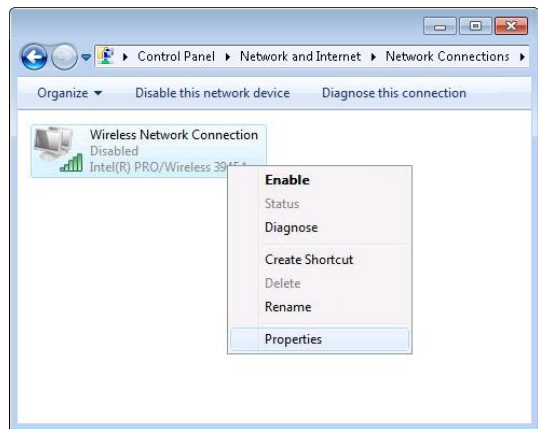 Control Panel Network and Internet Network Connections
Organize Disable this network device Diagnose this connection
Wireless Network Connection
Disabled
Intel(R) PRO/Wireless
Enable
Status
Diagnose
Create Shortcut
Delete
Rename
Properties